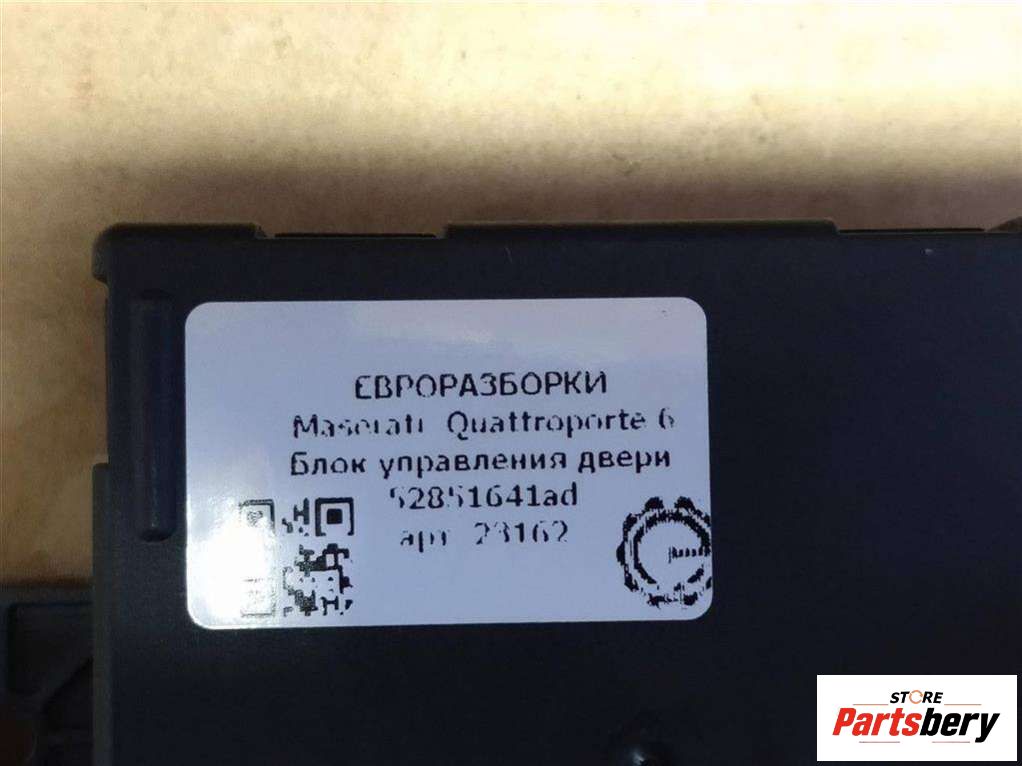 ЕВРОРАЗБОРКИ
Maserati Quattroporte 6
Блок управления двери
52851641ad
арт 23162
STORE
Partsbery